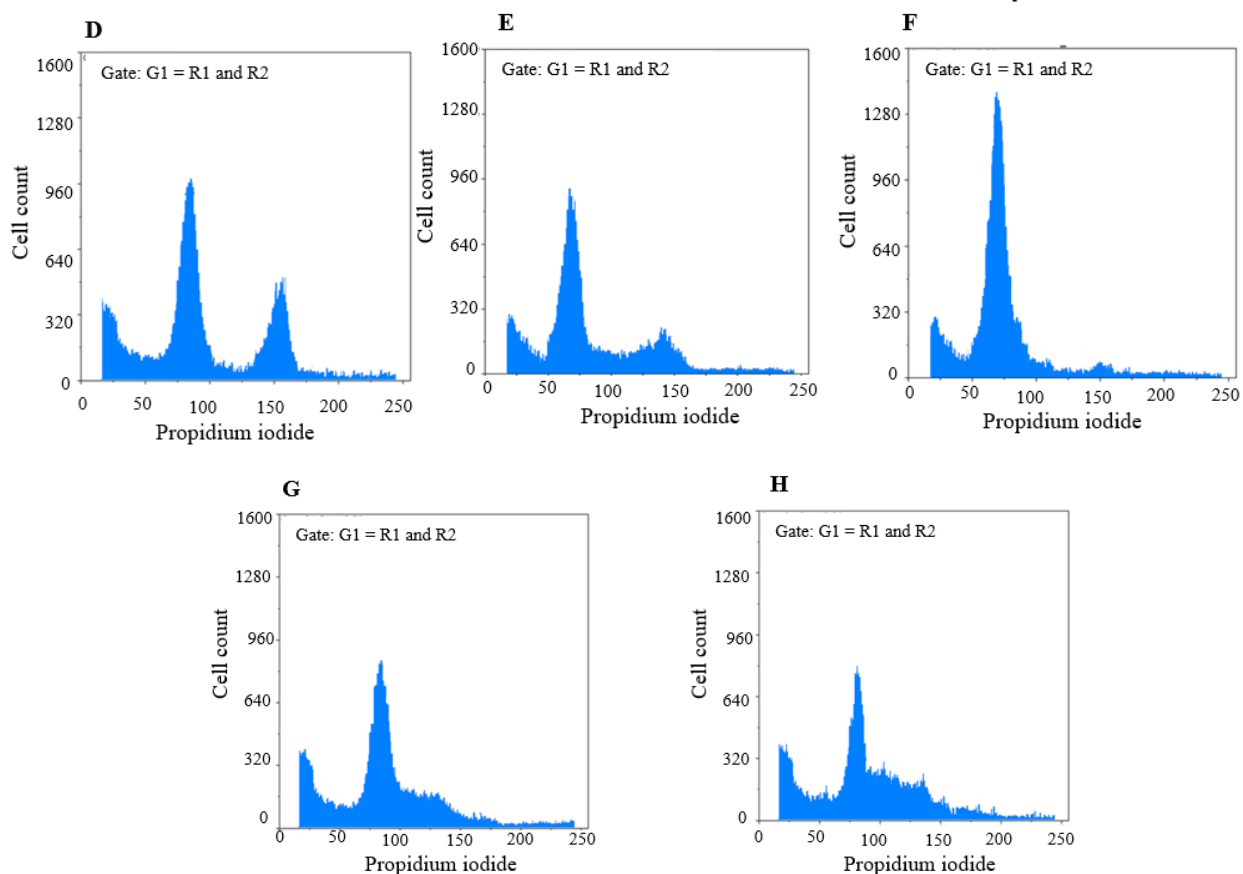 D
Gate: G1 = R1 and R2
1600
1280
960
640
320
0
Cell count
0 50 100 150 200 250
Propidium iodide
E
Gate: G1 = R1 and R2
1600
1280
960
640
320
0
Cell count
0 50 100 150 200 250
Propidium iodide
F
Gate: G1 = R1 and R2
1600
1280
960
640
320
0
Cell count
0 50 100 150 200 250
Propidium iodide
G
Gate: G1 = R1 and R2
1600
1280
960
640
320
0
Cell count
0 50 100 150 200 250
Propidium iodide
H
Gate: G1 = R1 and R2
1600
1280
960
640
320
0
Cell count
0 50 100 150 200 250
Propidium iodide